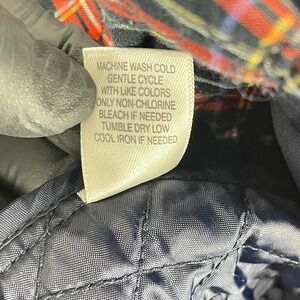 MACHINE WASH COLD
GENTLE CYCLE
WITH LIKE COLORS
ONLY NON-CHLORINE
BLEACH IF NEEDED
TUMBLE DRY LOW
COOL IRON IF NEEDED